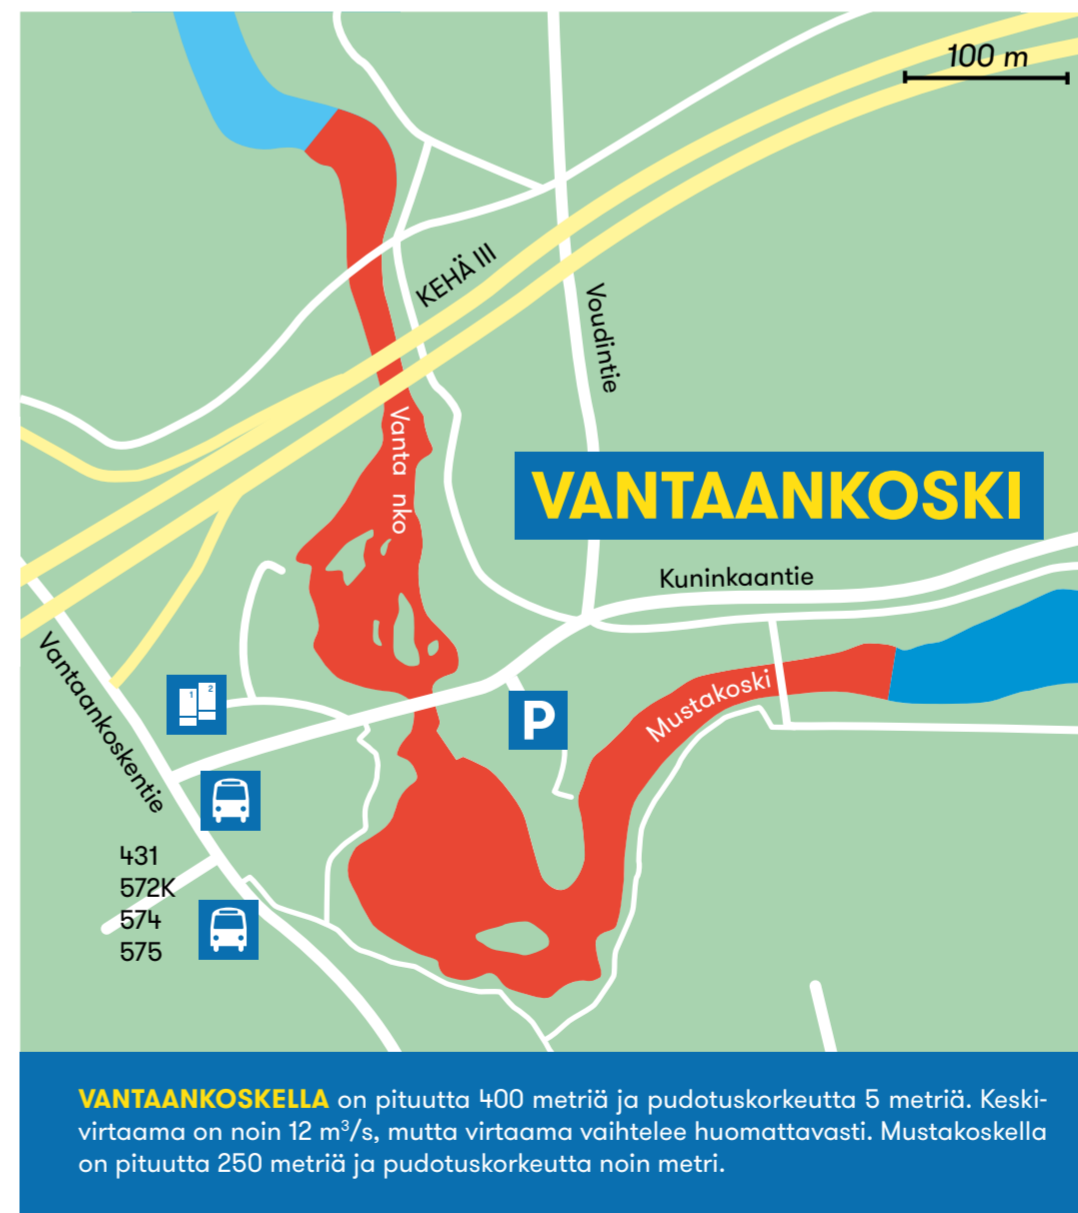 100 m
KEHÄ III
Voudintie
Vanta nko
VANTAANKOSKI
Kuninkaantie
Vantaankoskentie
1 2
P
Mustakoski
431
572K
574
575
VANTAANKOSKELLA on pituutta 400 metriä ja pudotuskorkeutta 5 metriä. Keski-
virtaama on noin 12 m³/s, mutta virtaama vaihtelee huomattavasti. Mustakoskella
on pituutta 250 metriä ja pudotuskorkeutta noin metri.